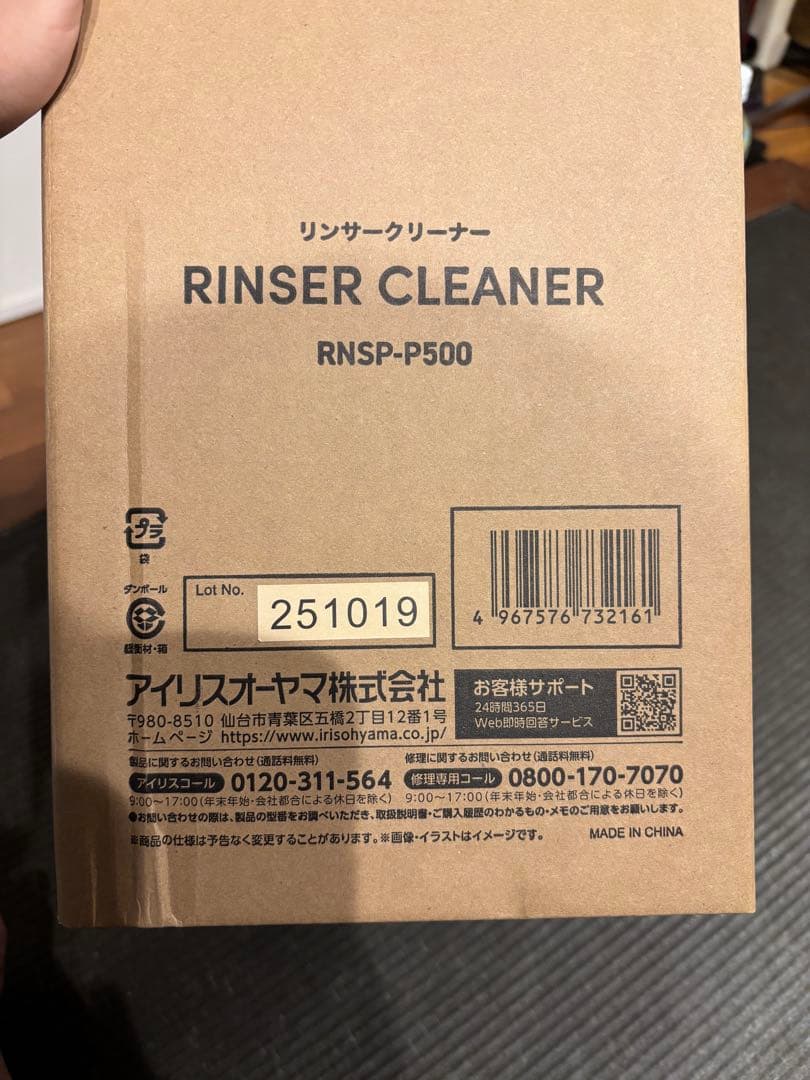 リンサークリーナー
RINSER CLEANER
RNSP-P500
プラ
袋
ダンボール
緩衝材・箱
Lot No.
251019
4 967576 732161
アイリスオーヤマ株式会社
〒980-8510 仙台市青葉区五橋2丁目12番1号
ホームページ https://www.irisohyama.co.jp/
お客様サポート
24時間365日
Web即時回答サービス
製品に関するお問い合わせ(通話料無料)
アイリスコール 0120-311-564
9:00〜17:00(年末年始・会社都合による休日を除く)
修理に関するお問い合わせ(通話料無料)
修理専用コール 0800-170-7070
9:00〜17:00(年末年始・会社都合による休日を除く)
●お問い合わせの際は、製品の型番をお調べいただき、取扱説明書・ご購入履歴のわかるもの・メモのご用意をお願いします。
※商品の仕様は予告なく変更することがあります。※画像・イラストはイメージです。
MADE IN CHINA